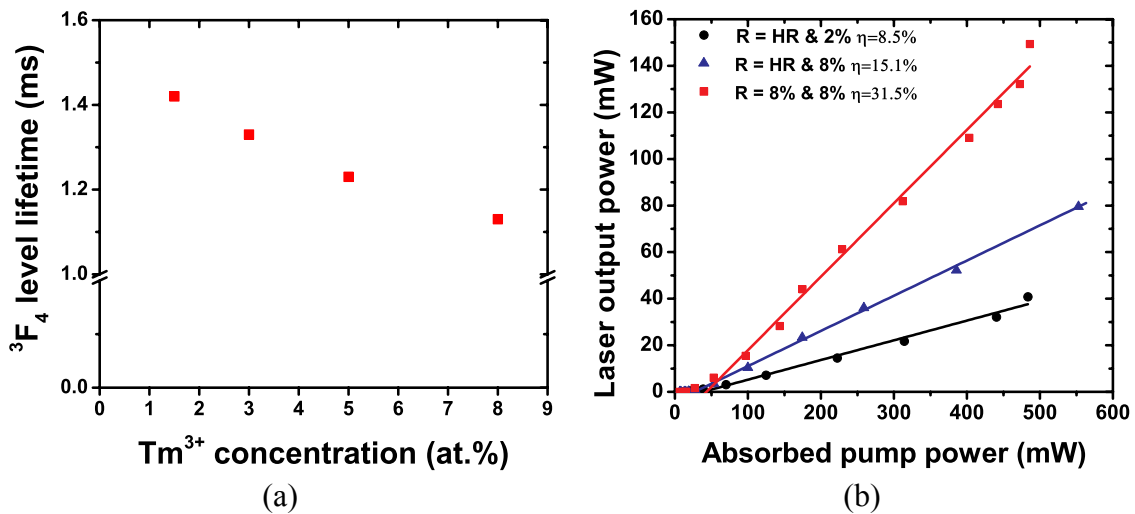 1.6
1.4
1.2
1.0
0.0
0 1 2 3 4 5 6 7 8 9
³F₄ level lifetime (ms)
Tm³⁺ concentration (at.%)
(a)
160
140
120
100
80
60
40
20
0
0 100 200 300 400 500 600
Laser output power (mW)
Absorbed pump power (mW)
R = HR & 2% η=8.5%
R = HR & 8% η=15.1%
R = 8% & 8% η=31.5%
(b)